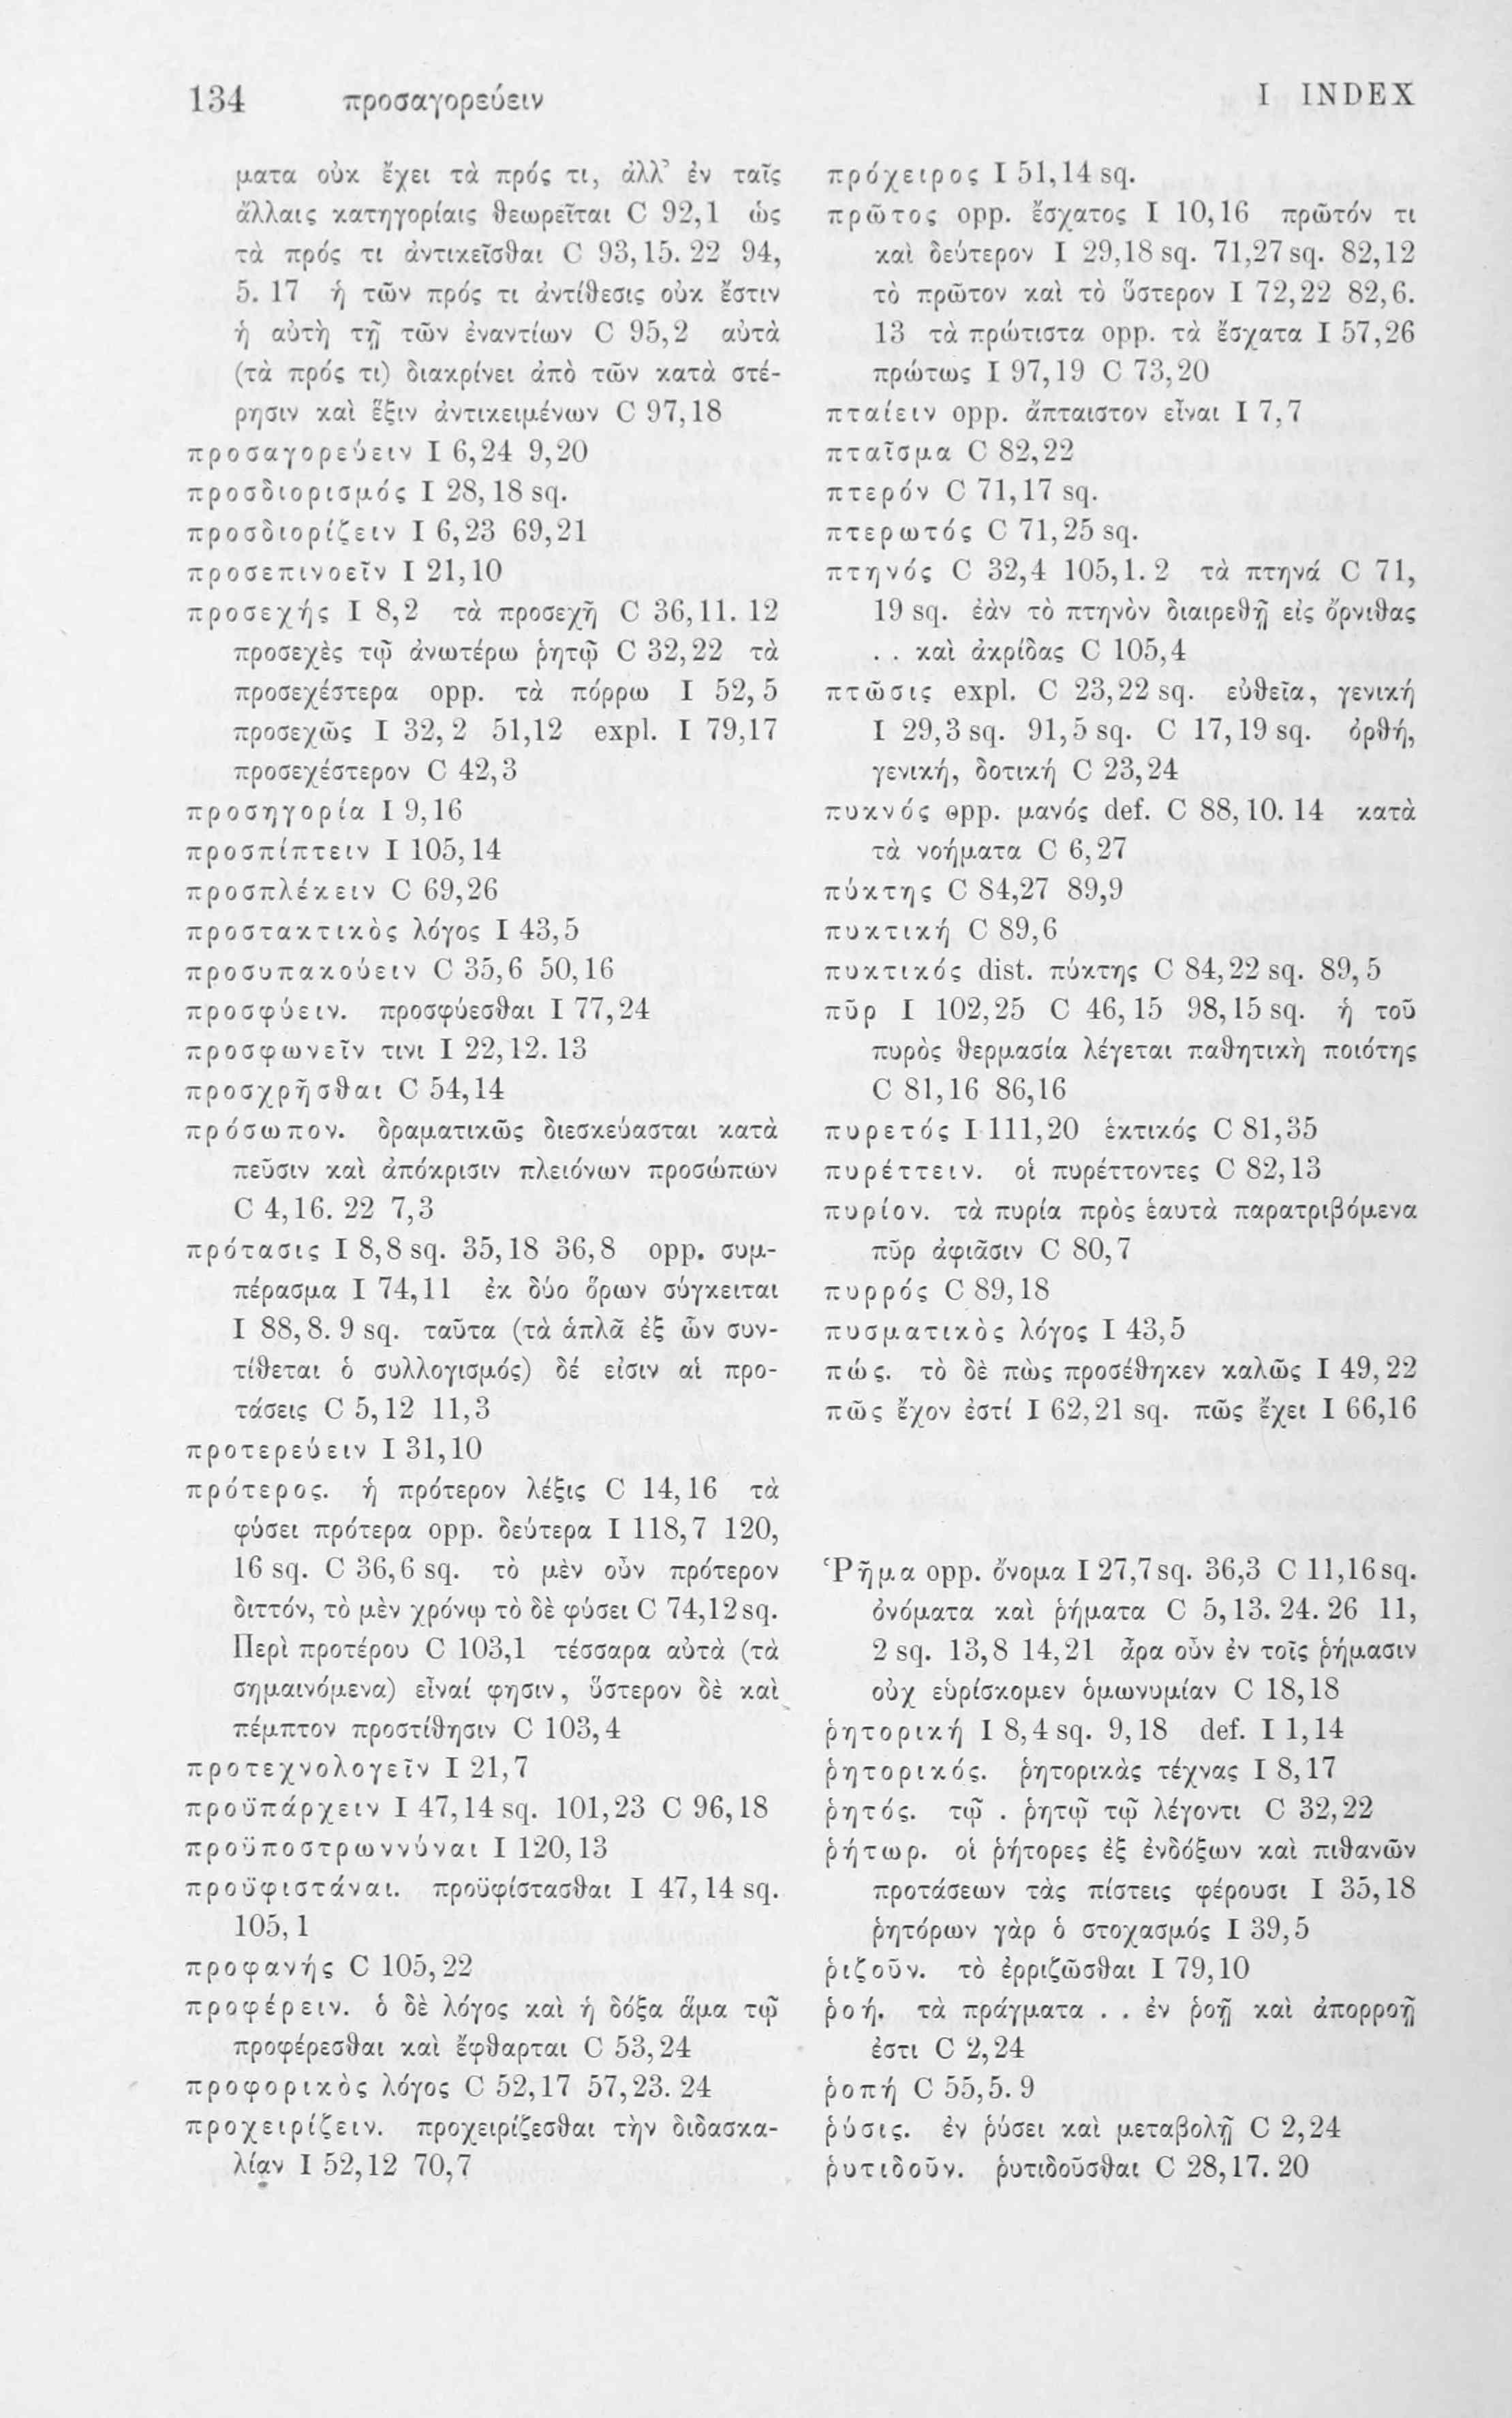 134 προσαγορεύειν
I INDEX
ματα οὐκ ἔχει τὰ πρός τι, ἀλλ’ ἐν ταῖς
ἄλλαις κατηγορίαις θεωρεῖται C 92,1 ὡς
τὰ πρός τι ἀντικεῖσθαι C 93,15. 22 94,
5. 17 ἡ τῶν πρός τι ἀντίθεσις οὐκ ἔστιν
ἡ αὐτὴ τῇ τῶν ἐναντίων C 95,2 αὐτὰ
(τὰ πρός τι) διακρίνει ἀπὸ τῶν κατὰ στέ-
ρησιν καὶ ἕξιν ἀντικειμένων C 97,18
προσαγορεύειν I 6,24 9,20
προσδιορισμός I 28,18 sq.
προσδιορίζειν I 6,23 69,21
προσεπινοεῖν I 21,10
προσεχής I 8,2 τὰ προσεχῆ C 36,11. 12
προσεχὲς τῷ ἀνωτέρω ῥητῷ C 32,22 τὰ
προσεχέστερα opp. τὰ πόρρω I 52,5
προσεχῶς I 32,2 51,12 expl. I 79,17
προσεχέστερον C 42,3
προσηγορία I 9,16
προσπίπτειν I 105,14
προσπλέκειν C 69,26
προστακτικὸς λόγος I 43,5
προσυπακούειν C 35,6 50,16
προσφύειν. προσφύεσθαι I 77,24
προσφωνεῖν τινι I 22,12. 13
προσχρῆσθαι C 54,14
πρόσωπον. δραματικῶς διεσκεύασται κατὰ
πεῦσιν καὶ ἀπόκρισιν πλειόνων προσώπων
C 4,16. 22 7,3
πρότασις I 8,8 sq. 35,18 36,8 opp. συμ-
πέρασμα I 74,11 ἐκ δύο ὅρων σύγκειται
I 88,8. 9 sq. ταῦτα (τὰ ἁπλᾶ ἐξ ὧν συν-
τίθεται ὁ συλλογισμός) δέ εἰσιν αἱ προ-
τάσεις C 5,12 11,3
προτερεύειν I 31,10
πρότερος. ἡ πρότερον λέξις C 14,16 τὰ
φύσει πρότερα opp. δεύτερα I 118,7 120,
16 sq. C 36,6 sq. τὸ μὲν οὖν πρότερον
διττόν, τὸ μὲν χρόνῳ τὸ δὲ φύσει C 74,12 sq.
Περὶ προτέρου C 103,1 τέσσαρα αὐτὰ (τὰ
σημαινόμενα) εἶναί φησιν, ὕστερον δὲ καὶ
πέμπτον προστίθησιν C 103,4
προτεχνολογεῖν I 21,7
προϋπάρχειν I 47,14 sq. 101,23 C 96,18
προϋποστρωννύναι I 120,13
προϋφιστάναι. προϋφίστασθαι I 47,14 sq.
105,1
προφανής C 105,22
προφέρειν. ὁ δὲ λόγος καὶ ἡ δόξα ἅμα τῷ
προφέρεσθαι καὶ ἔφθαρται C 53,24
προφορικὸς λόγος C 52,17 57,23. 24
προχειρίζειν. προχειρίζεσθαι τὴν διδασκα-
λίαν I 52,12 70,7
πρόχειρος I 51,14 sq.
πρῶτος opp. ἔσχατος I 10,16 πρῶτόν τι
καὶ δεύτερον I 29,18 sq. 71,27 sq. 82,12
τὸ πρῶτον καὶ τὸ ὕστερον I 72,22 82,6.
13 τὰ πρώτιστα opp. τὰ ἔσχατα I 57,26
πρώτως I 97,19 C 73,20
πταίειν opp. ἄπταιστον εἶναι I 7,7
πταῖσμα C 82,22
πτερόν C 71,17 sq.
πτερωτός C 71,25 sq.
πτηνός C 32,4 105,1. 2 τὰ πτηνά C 71,
19 sq. ἐὰν τὸ πτηνὸν διαιρεθῇ εἰς ὄρνιθας
. . καὶ ἀκρίδας C 105,4
πτῶσις expl. C 23,22 sq. εὐθεῖα, γενική
I 29,3 sq. 91,5 sq. C 17,19 sq. ὀρθή,
γενική, δοτική C 23,24
πυκνός opp. μανός def. C 88,10. 14 κατὰ
τὰ νοήματα C 6,27
πύκτης C 84,27 89,9
πυκτική C 89,6
πυκτικός dist. πύκτης C 84,22 sq. 89,5
πῦρ I 102,25 C 46,15 98,15 sq. ἡ τοῦ
πυρὸς θερμασία λέγεται παθητικὴ ποιότης
C 81,16 86,16
πυρετός I 111,20 ἑκτικός C 81,35
πυρέττειν. οἱ πυρέττοντες C 82,13
πυρίον. τὰ πυρία πρὸς ἑαυτὰ παρατριβόμενα
πῦρ ἀφιᾶσιν C 80,7
πυρρός C 89,18
πυσματικὸς λόγος I 43,5
πώς. τὸ δὲ πὼς προσέθηκεν καλῶς I 49,22
πῶς ἔχον ἐστί I 62,21 sq. πῶς ἔχει I 66,16
Ῥῆμα opp. ὄνομα I 27,7 sq. 36,3 C 11,16 sq.
ὀνόματα καὶ ῥήματα C 5,13. 24. 26 11,
2 sq. 13,8 14,21 ἆρα οὖν ἐν τοῖς ῥήμασιν
οὐχ εὑρίσκομεν ὁμωνυμίαν C 18,18
ῥητορική I 8,4 sq. 9,18 def. I 1,14
ῥητορικός. ῥητορικὰς τέχνας I 8,17
ῥητός. τῷ . ῥητῷ τῷ λέγοντι C 32,22
ῥήτωρ. οἱ ῥήτορες ἐξ ἐνδόξων καὶ πιθανῶν
προτάσεων τὰς πίστεις φέρουσι I 35,18
ῥητόρων γὰρ ὁ στοχασμός I 39,5
ῥιζοῦν. τὸ ἐρριζῶσθαι I 79,10
ῥοή. τὰ πράγματα . . ἐν ῥοῇ καὶ ἀπορροῇ
ἐστι C 2,24
ῥοπή C 55,5. 9
ῥύσις. ἐν ῥύσει καὶ μεταβολῇ C 2,24
ῥυτιδοῦν. ῥυτιδοῦσθαι C 28,17. 20